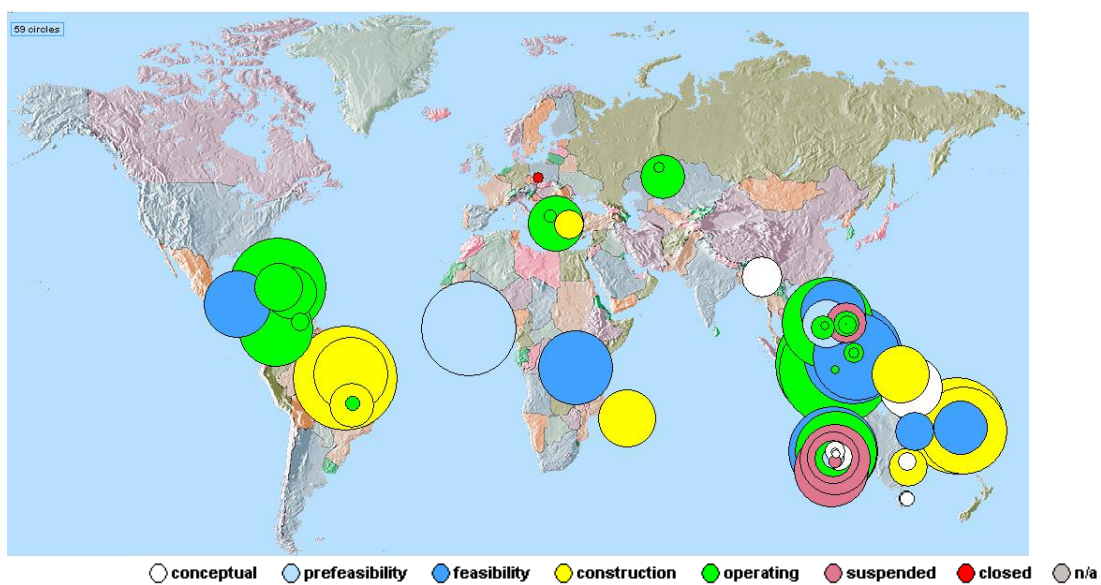 59 circles
conceptual prefeasibility feasibility construction operating suspended closed n/a